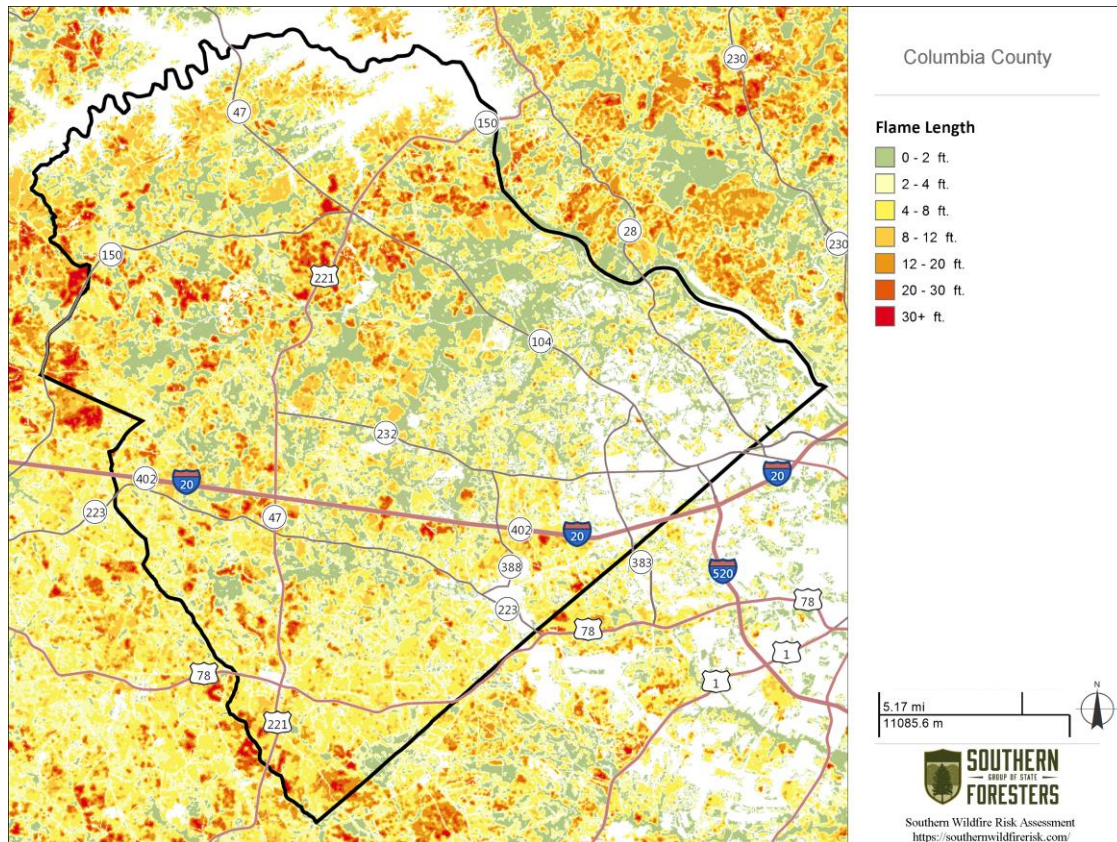 Columbia County
Flame Length
0 - 2 ft.
2 - 4 ft.
4 - 8 ft.
8 - 12 ft.
12 - 20 ft.
20 - 30 ft.
30+ ft.
230
47
150
28
230
150
221
104
232
402
20
223
47
402
20
20
388
383
520
223
78
78
1
78
1
221
5.17 mi
11085.6 m
N
SOUTHERN
GROUP OF STATE
FORESTERS
Southern Wildfire Risk Assessment
https://southernwildfirerisk.com/